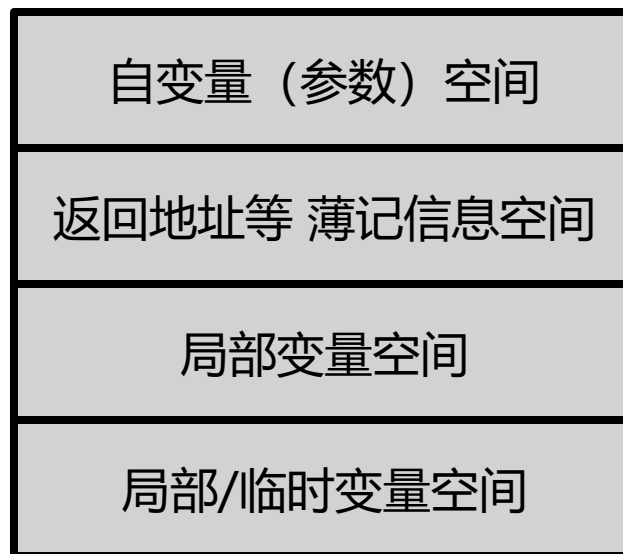 自变量（参数）空间
返回地址等 薄记信息空间
局部变量空间
局部/临时变量空间